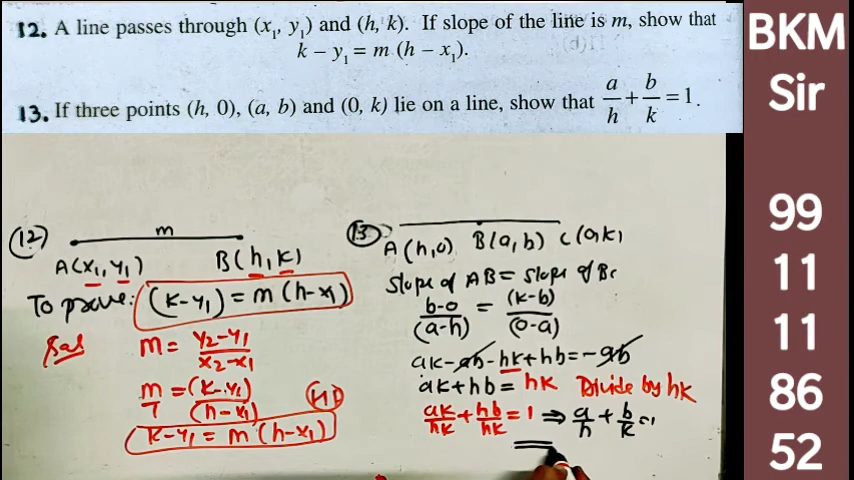 12. A line passes through (x₁, y₁) and (h, k). If slope of the line is m, show that
k – y₁ = m (h – x₁).
13. If three points (h, 0), (a, b) and (0, k) lie on a line, show that a/h + b/k = 1.
BKM
Sir
99
11
11
86
52
(12)
m
A(x₁, y₁) B(h, k)
To prove: (k-y₁) = m(h-x₁)
Sol
m = y₂-y₁/x₂-x₁
m/1 = (k-y₁)/(h-x₁)
k-y₁ = m(h-x₁)
(13)
A(h,0) B(a,b) C(0,k)
Slope of AB = Slope of BC
b-0/(a-h) = (k-b)/(0-a)
ak-ab-hk+hb=-ab
ak+hb = hk Divide by hk
ak/hk + hb/hk = 1 ⇒ a/h + b/k = 1